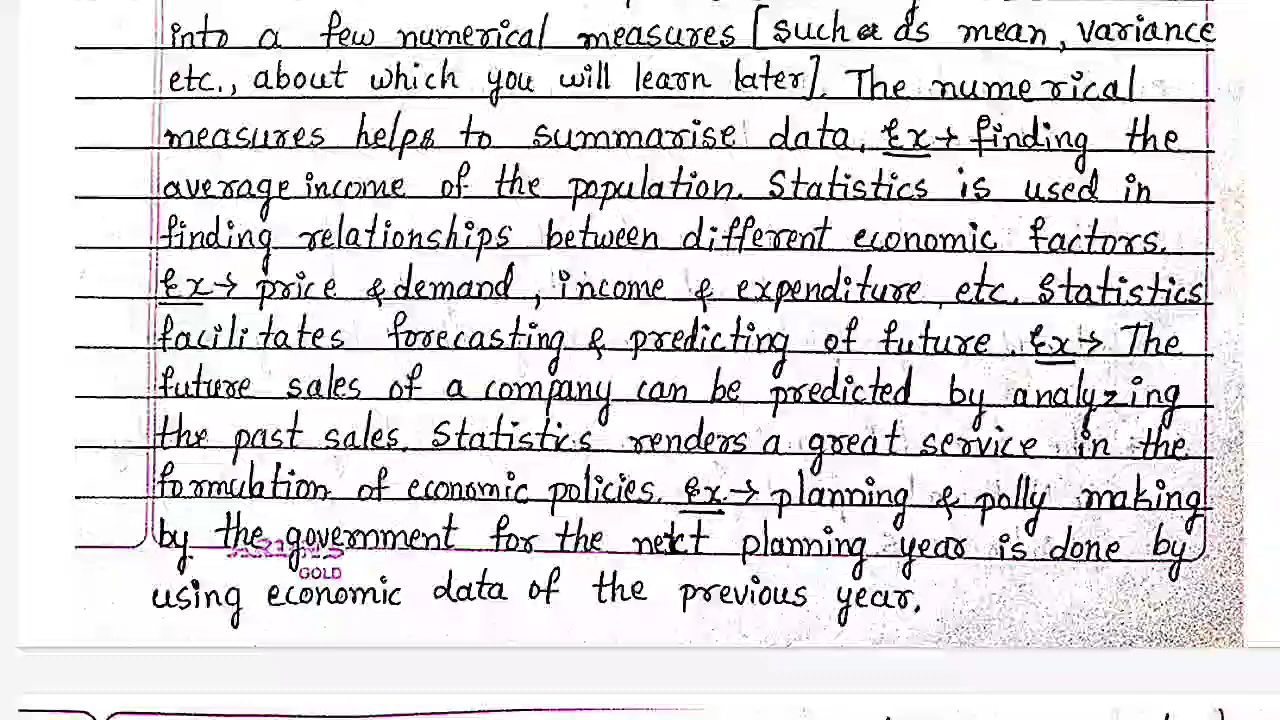 into a few numerical measures [such as mean, variance
etc., about which you will learn later]. The numerical
measures helps to summarise data. Ex → finding the
average income of the population. Statistics is used in
finding relationships between different economic factors.
Ex → price & demand, income & expenditure etc. Statistics
facilitates forecasting & predicting of future. Ex → The
future sales of a company can be predicted by analyzing
the past sales. Statistics renders a great service in the
formulation of economic policies. Ex → planning & polly making
by the government for the next planning year is done by
GOLD
using economic data of the previous year.